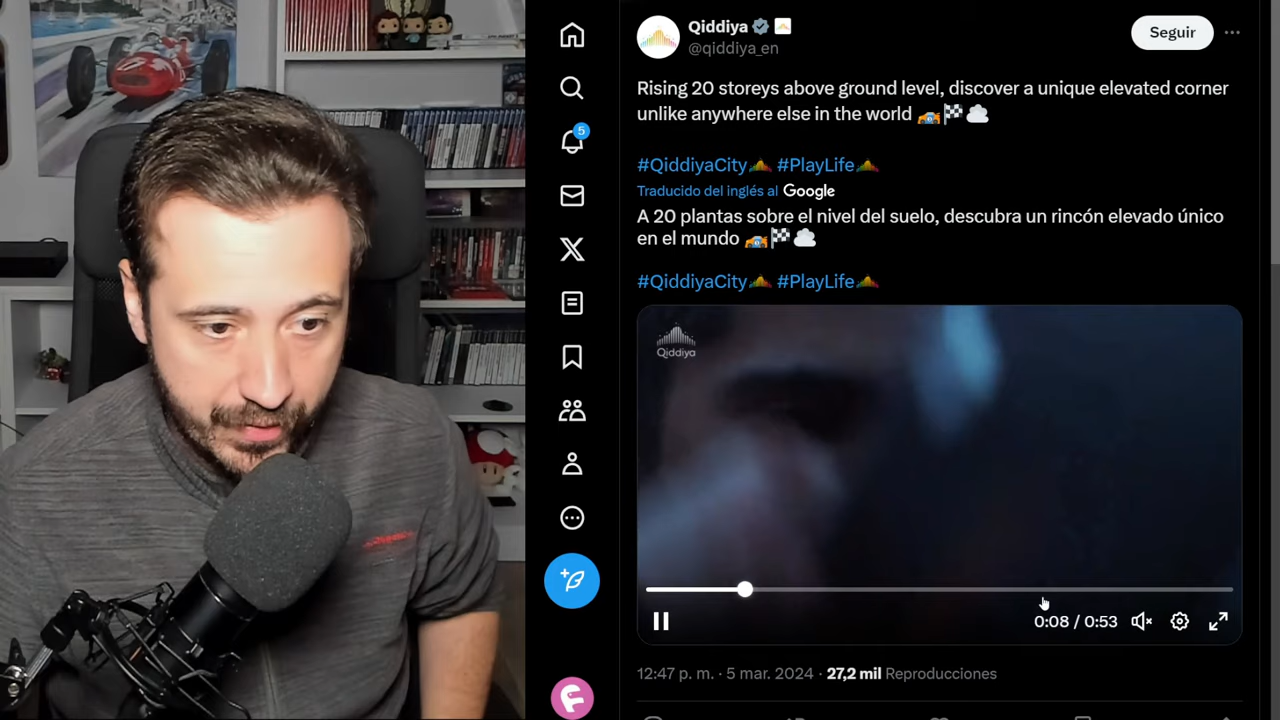 Qiddiya
@qiddiya_en
Seguir
Rising 20 storeys above ground level, discover a unique elevated corner
unlike anywhere else in the world
#QiddiyaCity #PlayLife
Traducido del inglés al Google
A 20 plantas sobre el nivel del suelo, descubra un rincón elevado único
en el mundo
#QiddiyaCity #PlayLife
Qiddiya
0:08 / 0:53
12:47 p. m. · 5 mar. 2024 · 27,2 mil Reproducciones
5